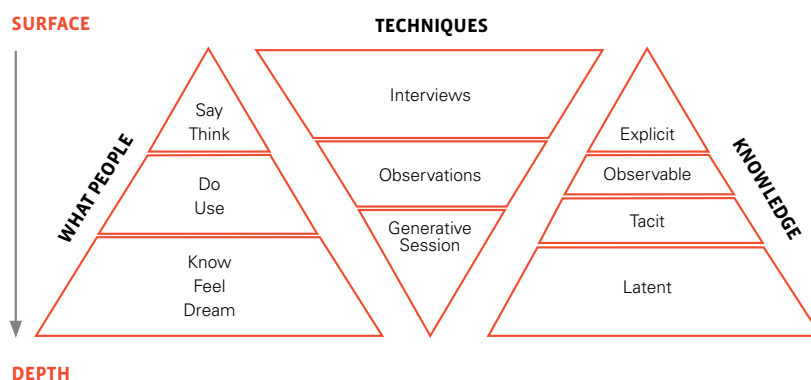 SURFACE
TECHNIQUES
WHAT PEOPLE
Say
Think
Do
Use
Know
Feel
Dream
Interviews
Observations
Generative
Session
Explicit
Observable
Tacit
Latent
KNOWLEDGE
DEPTH